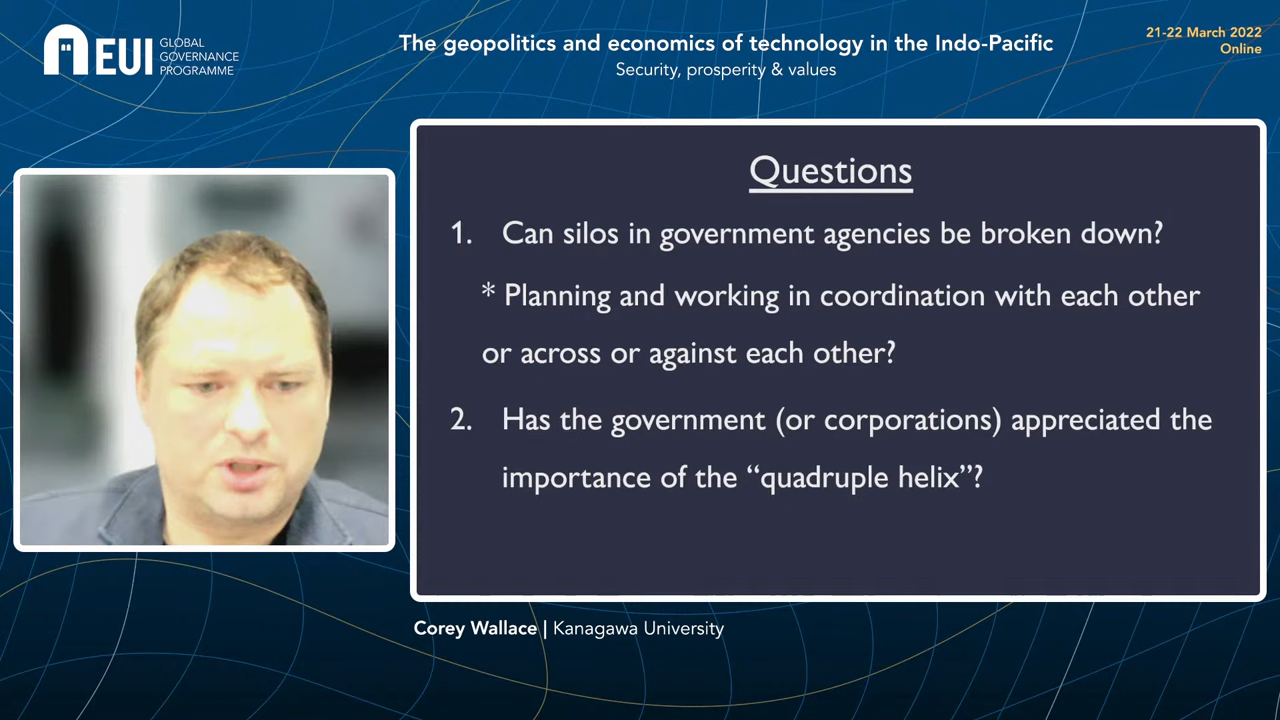 EUI
GLOBAL
GOVERNANCE
PROGRAMME
The geopolitics and economics of technology in the Indo-Pacific
Security, prosperity & values
21-22 March 2022
Online
Questions
1. Can silos in government agencies be broken down?
* Planning and working in coordination with each other
or across or against each other?
2. Has the government (or corporations) appreciated the
importance of the “quadruple helix”?
Corey Wallace | Kanagawa University